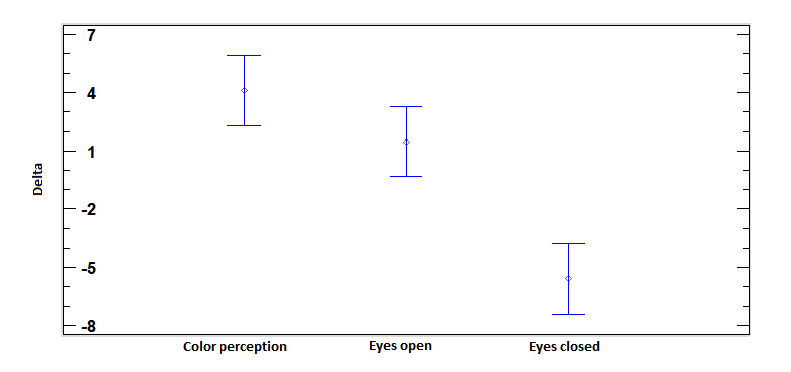 7
4
1
-2
-5
-8
Delta
Color perception
Eyes open
Eyes closed